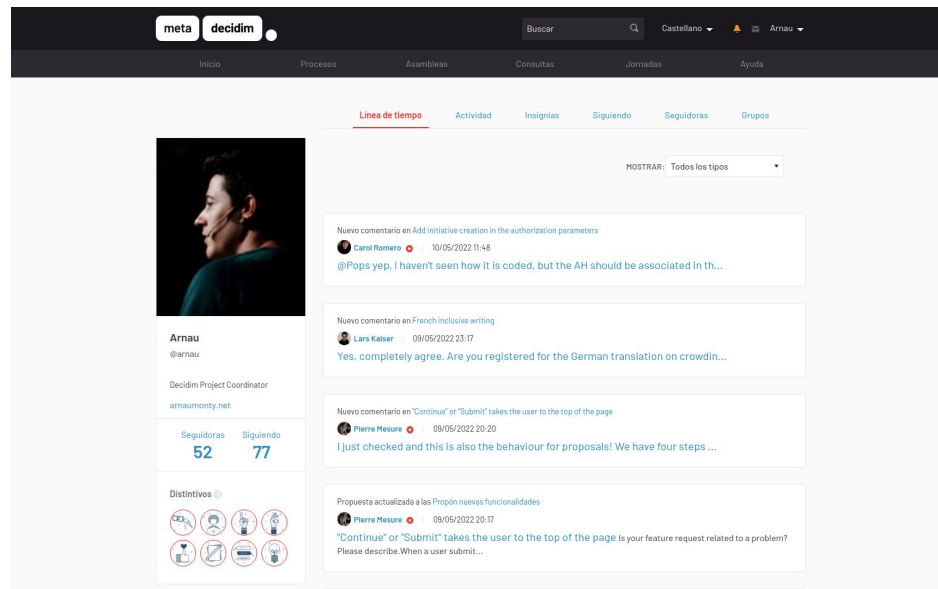 meta decidim
Buscar
Castellano
Arnau
Inicio
Procesos
Asambleas
Consultas
Jornadas
Ayuda
Línea de tiempo
Actividad
Insignias
Siguiendo
Seguidoras
Grupos
MOSTRAR: Todos los tipos
Arnau
@arnau
Decidim Project Coordinator
arnaumonty.net
Seguidoras Siguiendo
52 77
Distintivos
Nuevo comentario en Add initiative creation in the authorization parameters
Carol Romero 10/05/2022 11:48
@Pops yep, I haven't seen how it is coded, but the AH should be associated in th...
Nuevo comentario en French inclusive writing
Lars Kaiser 09/05/2022 23:17
Yes, completely agree. Are you registered for the German translation on crowdin...
Nuevo comentario en "Continue" or "Submit" takes the user to the top of the page
Pierre Mesure 09/05/2022 20:20
I just checked and this is also the behaviour for proposals! We have four steps ...
Propuesta actualizada a las Propón nuevas funcionalidades
Pierre Mesure 09/05/2022 20:17
"Continue" or "Submit" takes the user to the top of the page Is your feature request related to a problem?
Please describe.When a user submit...